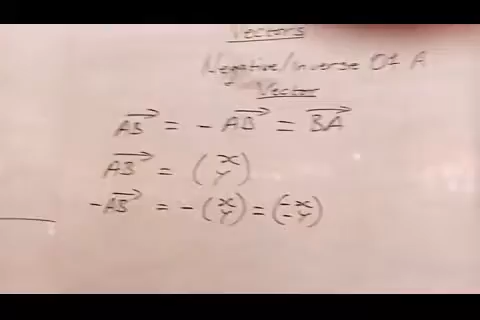 Vectors
Negative/Inverse Of A
Vector
→AB = - →AB = →BA
→AB = (x y)
-→AB = -(x y) = (-x -y)